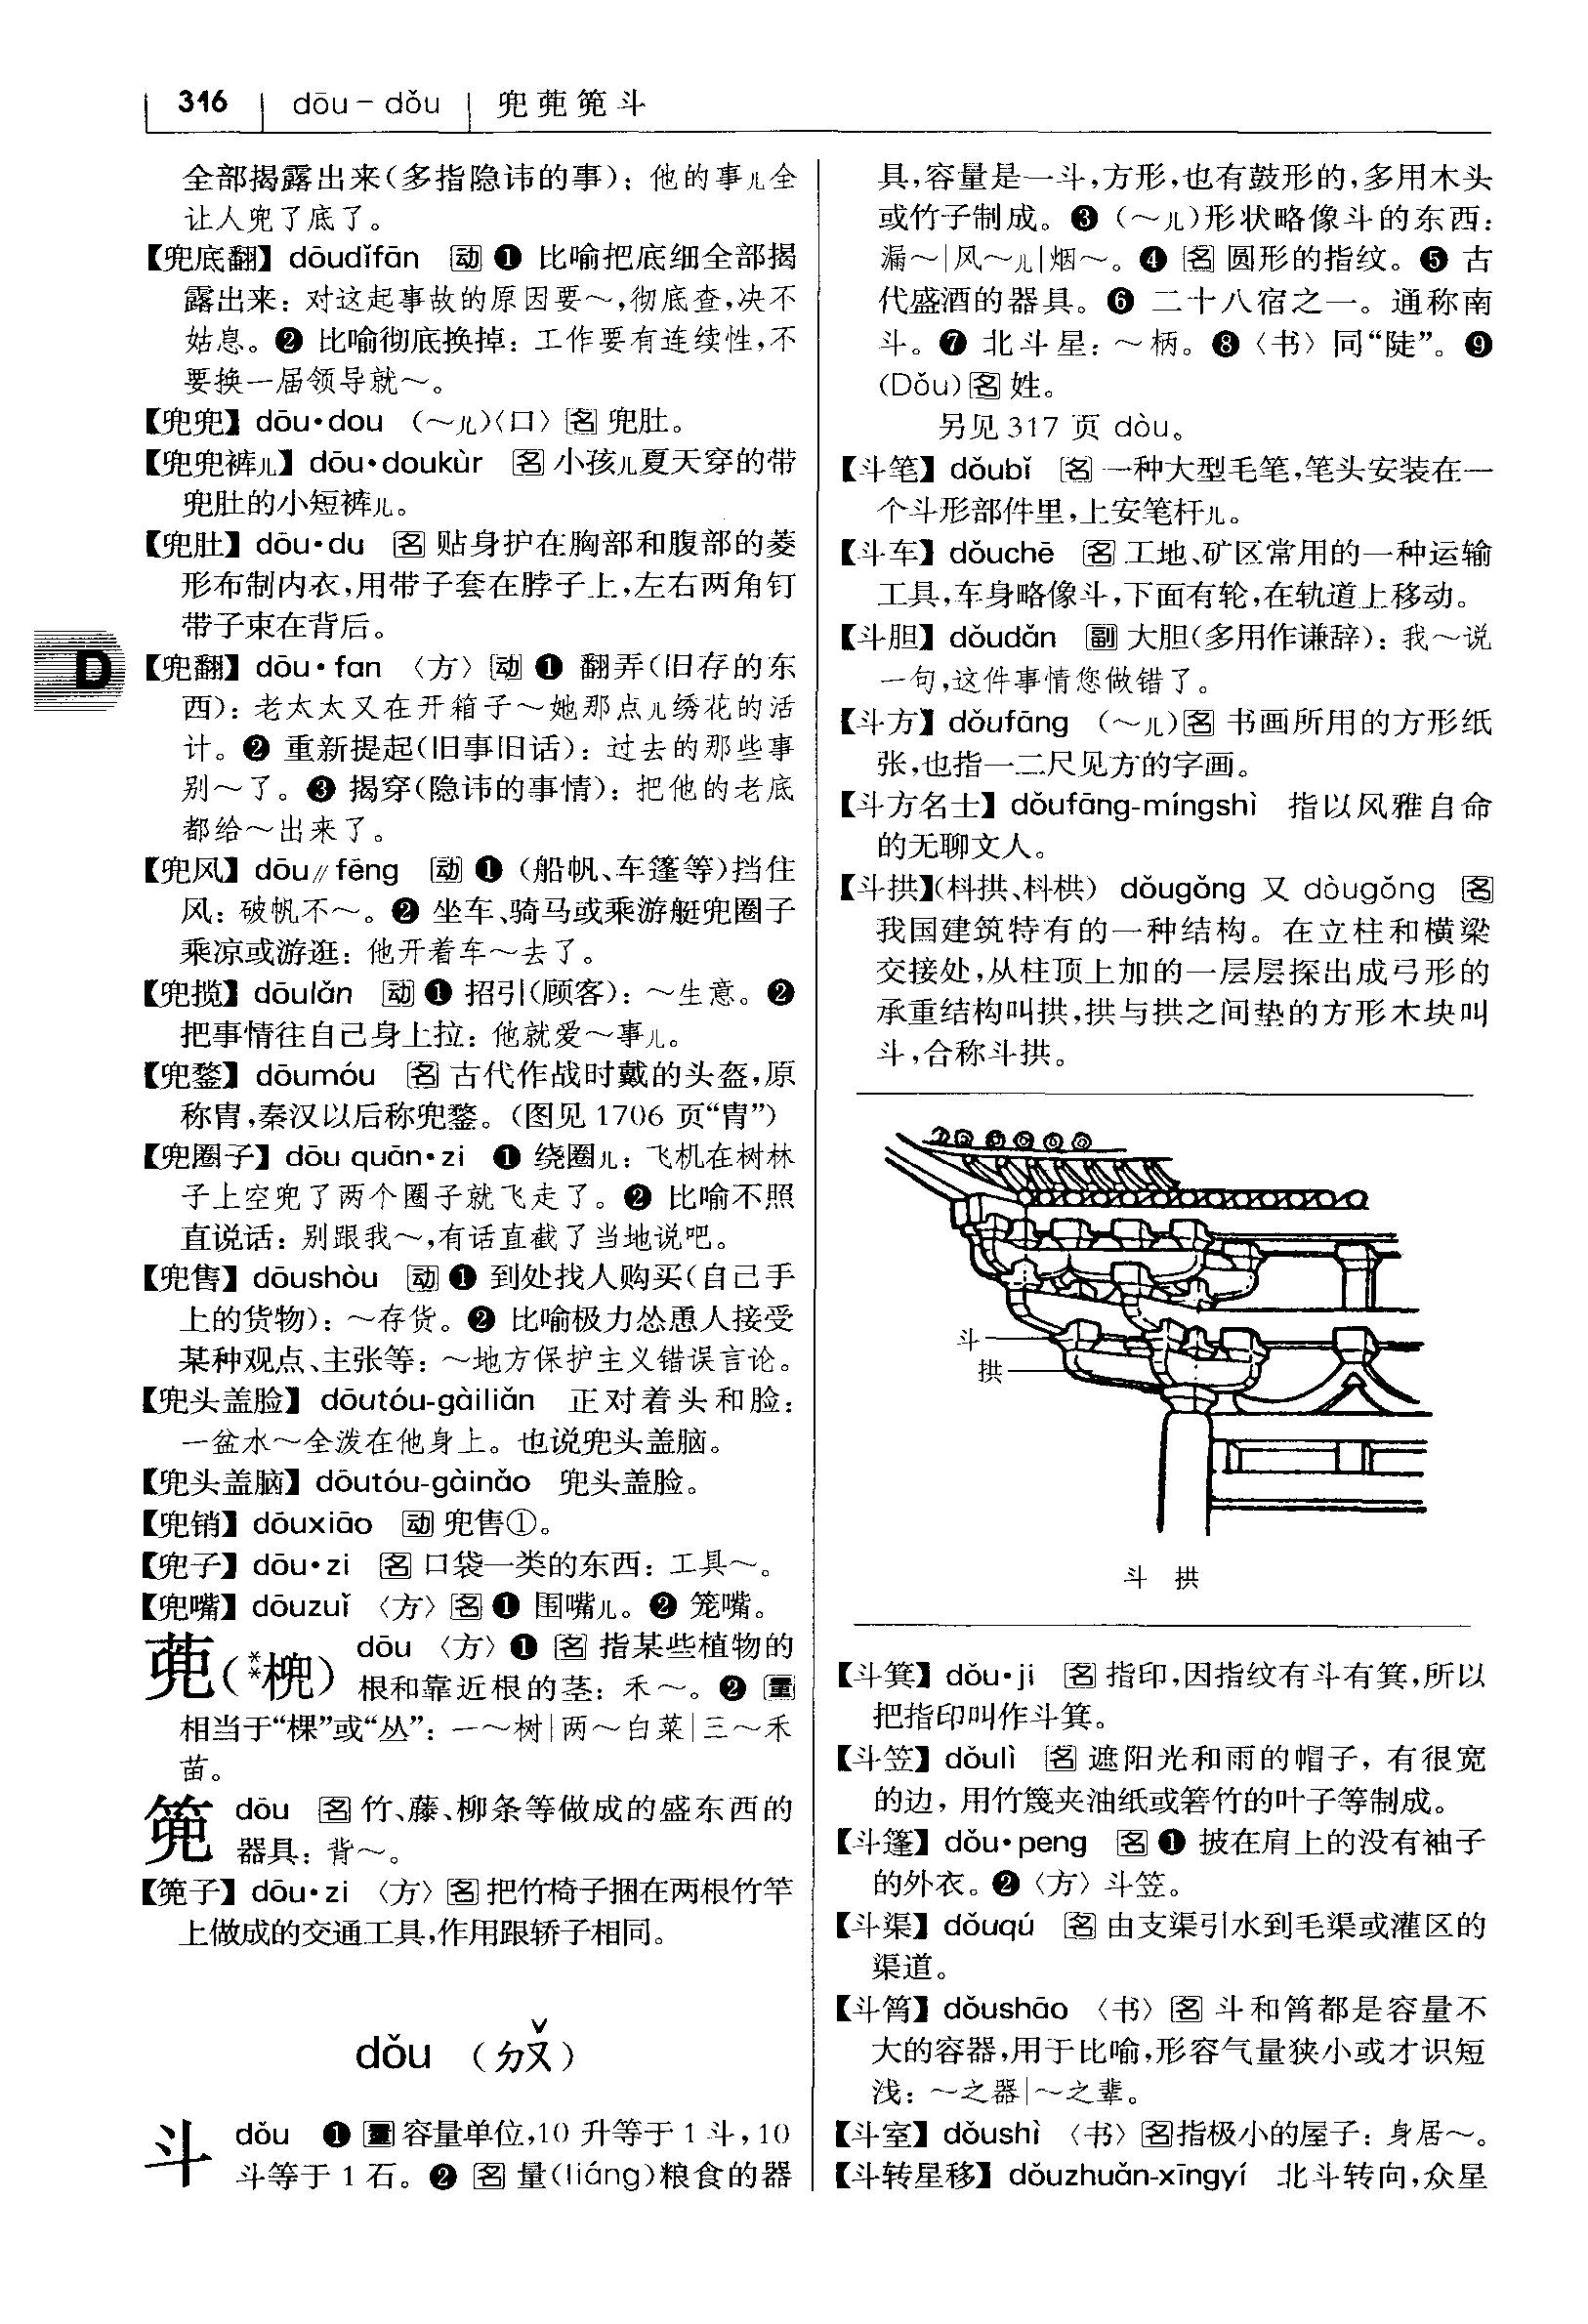 316 dōu－dǒu 兜蔸篼斗
全部揭露出来(多指隐讳的事)：他的事儿全
让人兜了底了。
【兜底翻】dōudǐfān 动 ❶ 比喻把底细全部揭
露出来：对这起事故的原因要～,彻底查,决不
姑息。❷ 比喻彻底换掉：工作要有连续性,不
要换一届领导就～。
【兜兜】dōu•dou （～儿）〈口〉名 兜肚。
【兜兜裤儿】dōu•doukùr 名 小孩儿夏天穿的带
兜肚的小短裤儿。
【兜肚】dōu•du 名 贴身护在胸部和腹部的菱
形布制内衣,用带子套在脖子上,左右两角钉
带子束在背后。
D
【兜翻】dōu•fan 〈方〉动 ❶ 翻弄(旧存的东
西)：老太太又在开箱子～她那点儿绣花的活
计。❷ 重新提起(旧事旧话)：过去的那些事
别～了。❸ 揭穿(隐讳的事情)：把他的老底
都给～出来了。
【兜风】dōu//fēng 动 ❶（船帆、车篷等)挡住
风：破帆不～。❷ 坐车、骑马或乘游艇兜圈子
乘凉或游逛：他开着车～去了。
【兜揽】dōulǎn 动 ❶ 招引(顾客)：～生意。❷
把事情往自己身上拉：他就爱～事儿。
【兜鍪】dōumóu 名 古代作战时戴的头盔,原
称胄,秦汉以后称兜鍪。(图见 1706 页“胄”)
【兜圈子】dōu quān•zi ❶ 绕圈儿：飞机在树林
子上空兜了两个圈子就飞走了。❷ 比喻不照
直说话：别跟我～,有话直截了当地说吧。
【兜售】dōushòu 动 ❶ 到处找人购买(自己手
上的货物)：～存货。❷ 比喻极力怂恿人接受
某种观点、主张等：～地方保护主义错误言论。
【兜头盖脸】dōutóu-gàiliǎn 正对着头和脸：
一盆水～全泼在他身上。也说兜头盖脑。
【兜头盖脑】dōutóu-gàinǎo 兜头盖脸。
【兜销】dōuxiāo 动 兜售①。
【兜子】dōu•zi 名 口袋一类的东西：工具～。
【兜嘴】dōuzuǐ 〈方〉名 ❶ 围嘴儿。❷ 笼嘴。
蔸(**槐) dōu 〈方〉❶ 名 指某些植物的
根和靠近根的茎：禾～。❷ 量
相当于“棵”或“丛”：一～树|两～白菜|三～禾
苗。
篼 dōu 名 竹、藤、柳条等做成的盛东西的
器具：背～。
【篼子】dōu•zi 〈方〉名 把竹椅子捆在两根竹竿
上做成的交通工具,作用跟轿子相同。
dǒu （ㄉㄡˇ）
斗 dǒu ❶ 量 容量单位,10 升等于 1 斗,10
斗等于 1 石。❷ 名 量(liáng)粮食的器
具,容量是一斗,方形,也有鼓形的,多用木头
或竹子制成。❸（～儿)形状略像斗的东西：
漏～|风～儿|烟～。❹ 名 圆形的指纹。❺ 古
代盛酒的器具。❻ 二十八宿之一。通称南
斗。❼ 北斗星：～柄。❽〈书〉同“陡”。❾
(Dǒu)名 姓。
另见 317 页 dòu。
【斗笔】dǒubǐ 名 一种大型毛笔,笔头安装在一
个斗形部件里,上安笔杆儿。
【斗车】dǒuchē 名 工地、矿区常用的一种运输
工具,车身略像斗,下面有轮,在轨道上移动。
【斗胆】dǒudǎn 副 大胆(多用作谦辞)：我～说
一句,这件事情您做错了。
【斗方】dǒufāng （～儿)名 书画所用的方形纸
张,也指一二尺见方的字画。
【斗方名士】dǒufāng-míngshì 指以风雅自命
的无聊文人。
【斗拱】(枓拱、枓栱) dǒugǒng 又 dòugǒng 名
我国建筑特有的一种结构。在立柱和横梁
交接处,从柱顶上加的一层层探出成弓形的
承重结构叫拱,拱与拱之间垫的方形木块叫
斗,合称斗拱。
斗
拱
斗 拱
【斗箕】dǒu•ji 名 指印,因指纹有斗有箕,所以
把指印叫作斗箕。
【斗笠】dǒulì 名 遮阳光和雨的帽子，有很宽
的边，用竹篾夹油纸或箬竹的叶子等制成。
【斗篷】dǒu•peng 名 ❶ 披在肩上的没有袖子
的外衣。❷〈方〉斗笠。
【斗渠】dǒuqú 名 由支渠引水到毛渠或灌区的
渠道。
【斗筲】dǒushāo 〈书〉名 斗和筲都是容量不
大的容器,用于比喻,形容气量狭小或才识短
浅：～之器|～之辈。
【斗室】dǒushì 〈书〉名指极小的屋子：身居～。
【斗转星移】dǒuzhuǎn-xīngyí 北斗转向,众星